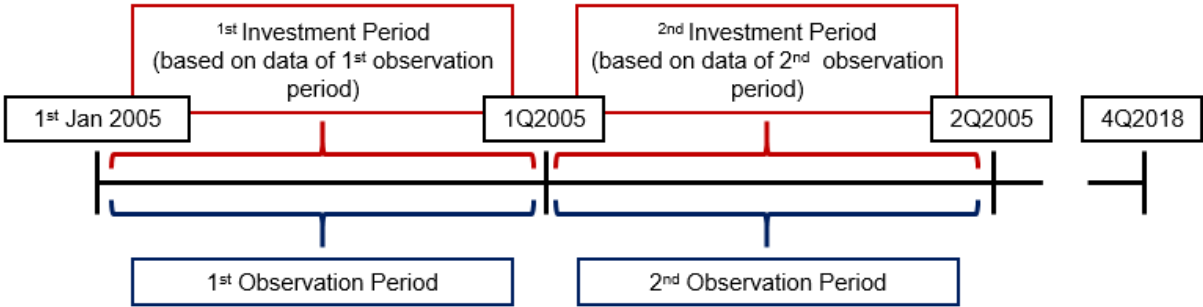 1st Investment Period
(based on data of 1st observation
period)
2nd Investment Period
(based on data of 2nd observation
period)
1st Jan 2005
1Q2005
2Q2005
4Q2018
1st Observation Period
2nd Observation Period